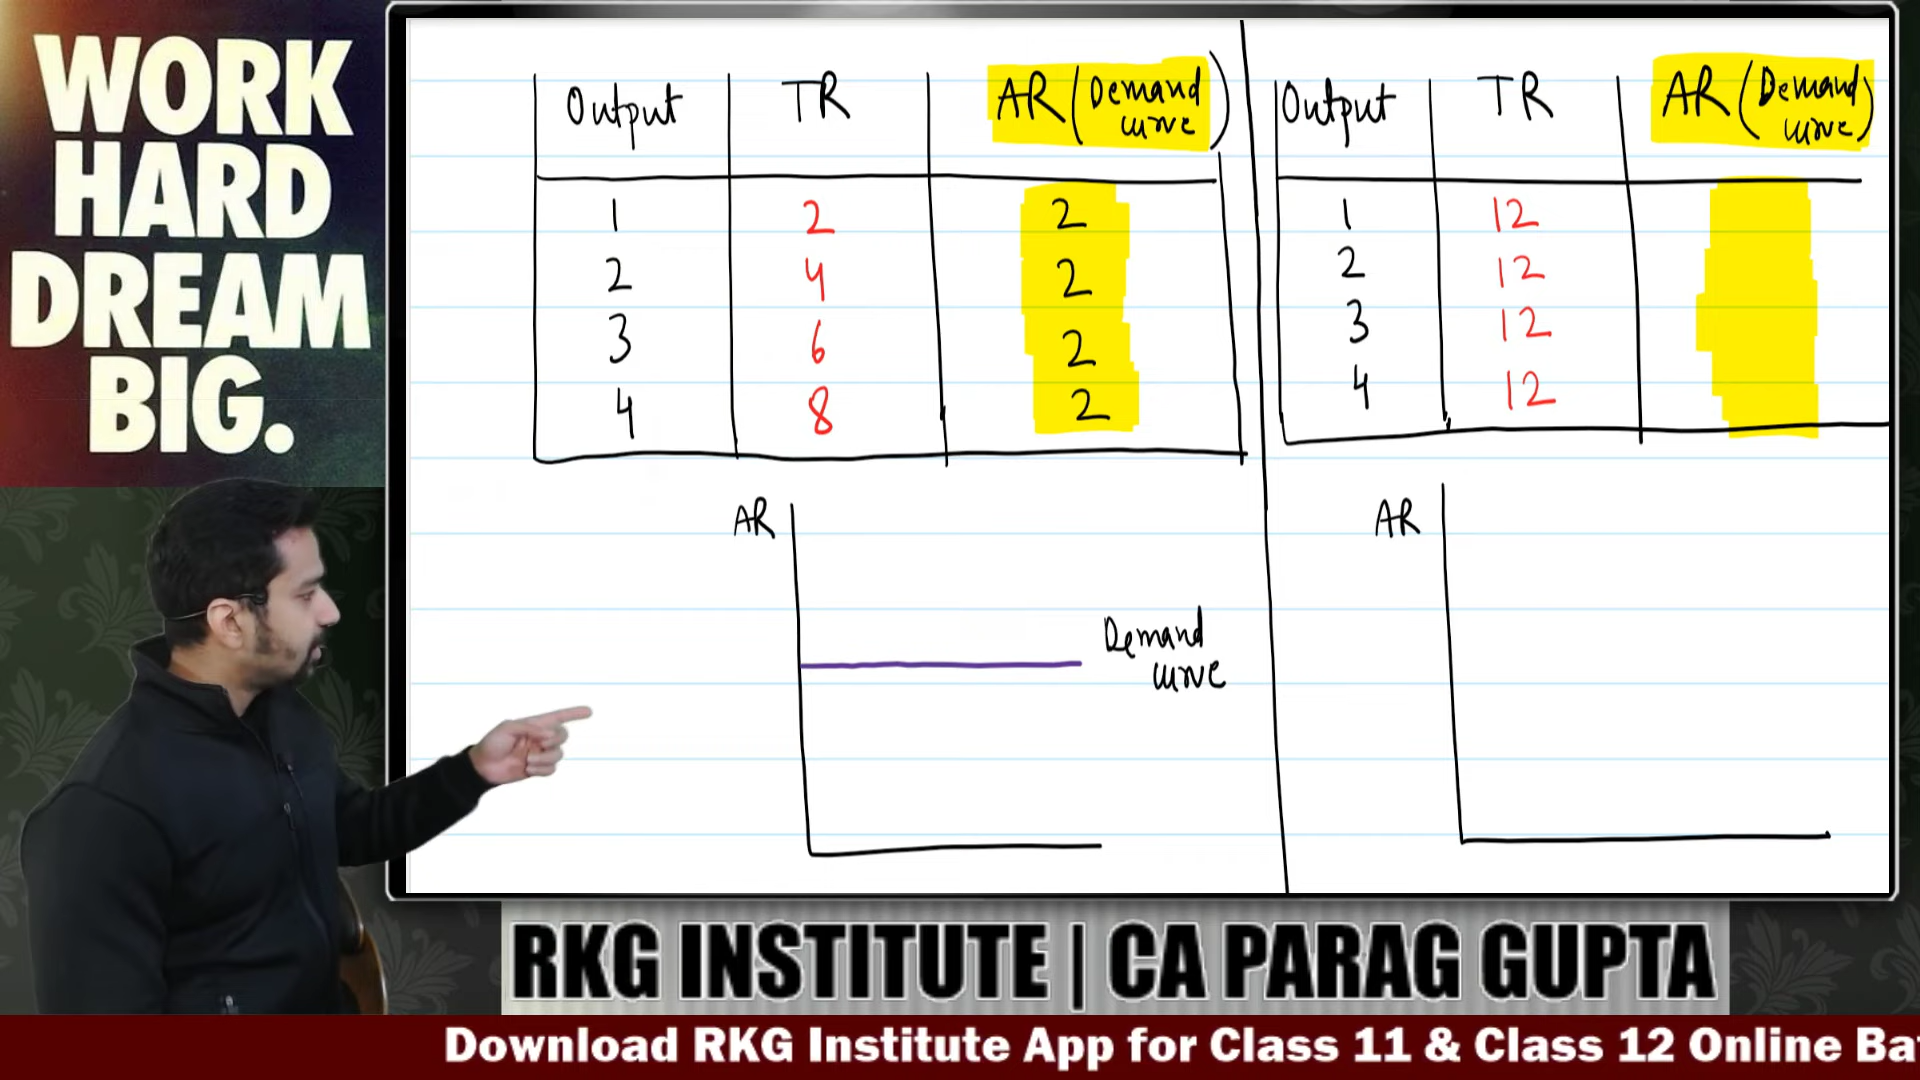 WORK
HARD
DREAM
BIG.
Output TR AR (Demand curve)
1 2 2
2 4 2
3 6 2
4 8 2
AR
Demand
curve
Output TR AR (Demand curve)
1 12
2 12
3 12
4 12
AR
RKG INSTITUTE | CA PARAG GUPTA
Download RKG Institute App for Class 11 & Class 12 Online Ba